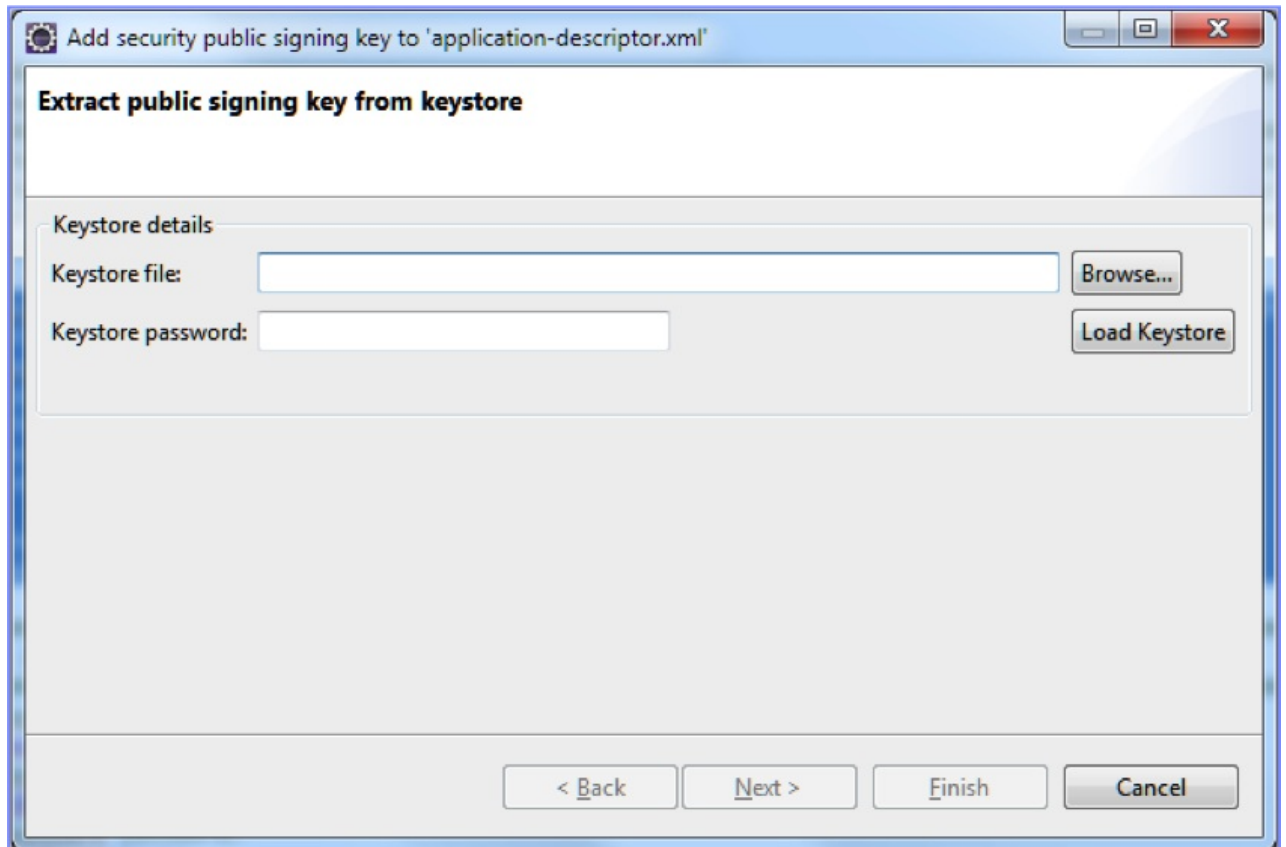 Add security public signing key to 'application-descriptor.xml'
Extract public signing key from keystore
Keystore details
Keystore file:
Browse...
Keystore password:
Load Keystore
< Back
Next >
Finish
Cancel